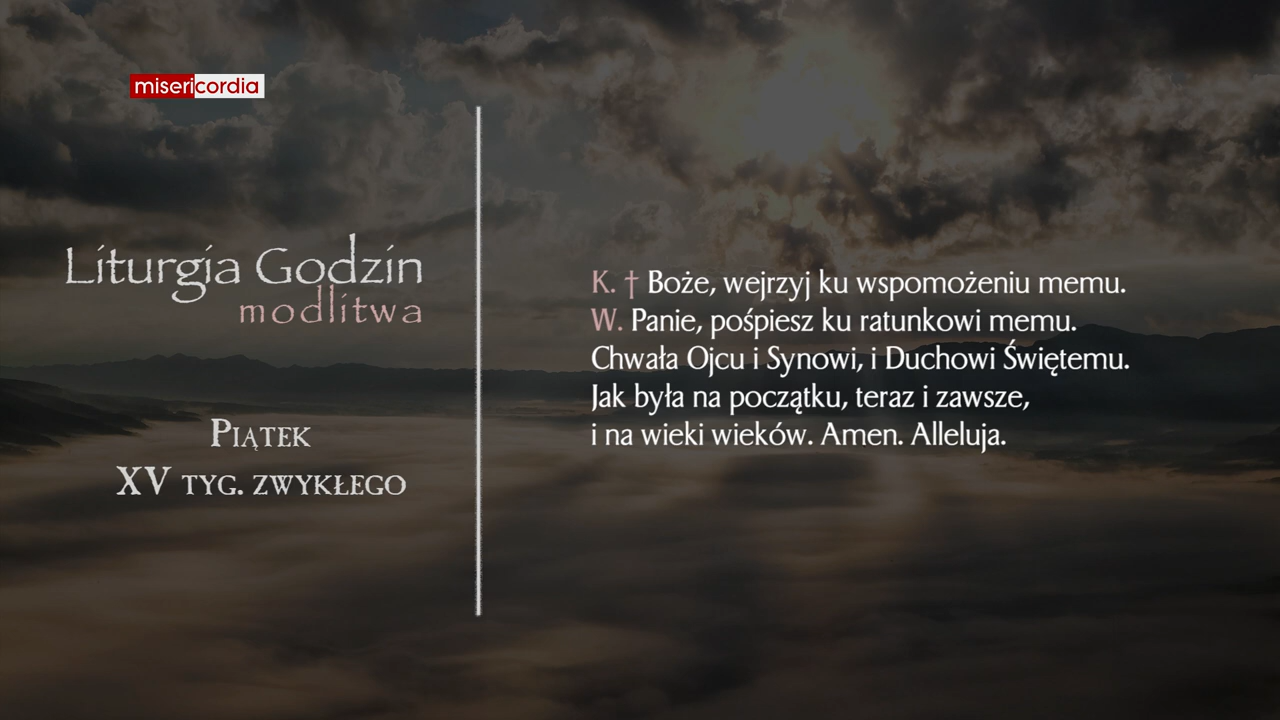 misericordia
Liturgia Godzin
modlitwa
Piątek
XV tyg. zwykłego
K. † Boże, wejrzyj ku wspomożeniu memu.
W. Panie, pośpiesz ku ratunkowi memu.
Chwała Ojcu i Synowi, i Duchowi Świętemu.
Jak była na początku, teraz i zawsze,
i na wieki wieków. Amen. Alleluja.